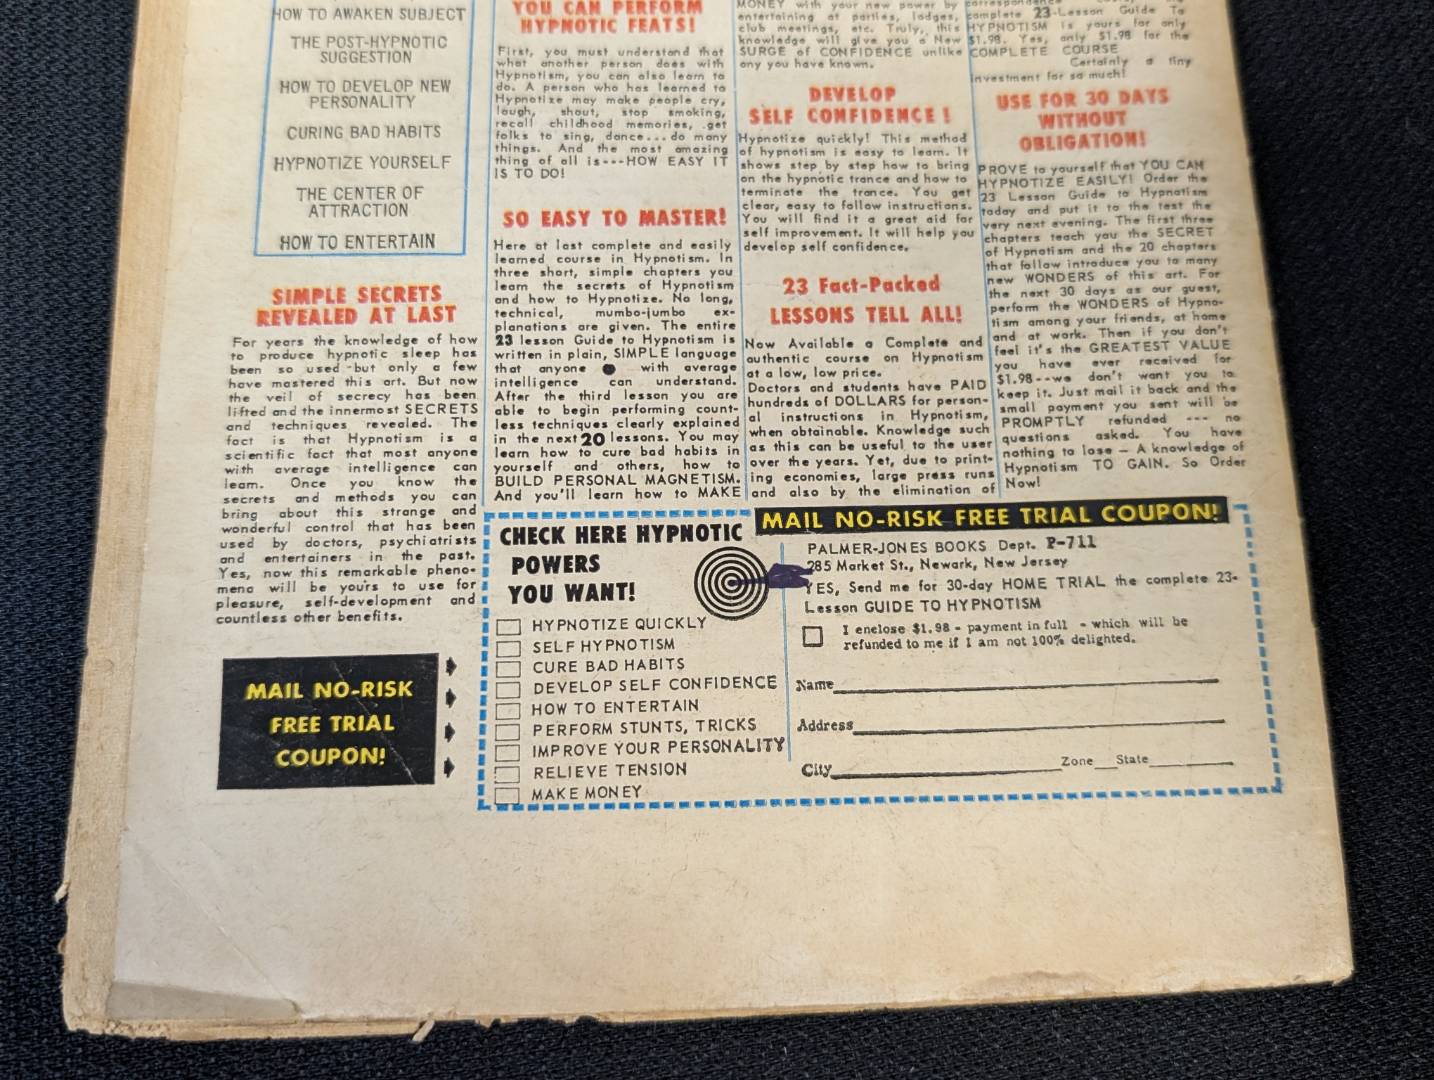 HOW TO AWAKEN SUBJECT
THE POST-HYPNOTIC
SUGGESTION
HOW TO DEVELOP NEW
PERSONALITY
CURING BAD HABITS
HYPNOTIZE YOURSELF
THE CENTER OF
ATTRACTION
HOW TO ENTERTAIN
SIMPLE SECRETS
REVEALED AT LAST
For years the knowledge of how
to produce hypnotic sleep has
been so used -but only a few
have mastered this art. But now
the veil of secrecy has been
lifted and the innermost SECRETS
and techniques revealed. The
fact is that Hypnotism is a
scientific fact that most anyone
with average intelligence can
learn. Once you know the
secrets and methods you can
bring about this strange and
wonderful control that has been
used by doctors, psychiatrists
and entertainers in the past.
Yes, now this remarkable pheno-
mena will be yours to use for
pleasure, self-development and
countless other benefits.
MAIL NO-RISK
FREE TRIAL
COUPON!
YOU CAN PERFORM
HYPNOTIC FEATS!
First, you must understand that
what another person does with
Hypnotism, you can also learn to
do. A person who has learned to
Hypnotize may make people cry,
laugh, shout, stop smoking,
recall childhood memories, get
folks to sing, dance...do many
things. And the most amazing
thing of all is---HOW EASY IT
IS TO DO!
SO EASY TO MASTER!
Here at last complete and easily
learned course in Hypnotism. In
three short, simple chapters you
learn the secrets of Hypnotism
and how to Hypnotize. No long,
technical, mumbo-jumbo ex-
planations are given. The entire
23 lesson Guide to Hypnotism is
written in plain, SIMPLE language
that anyone with average
intelligence can understand.
After the third lesson you are
able to begin performing count-
less techniques clearly explained
in the next 20 lessons. You may
learn how to cure bad habits in
yourself and others, how to
BUILD PERSONAL MAGNETISM.
And you'll learn how to MAKE
MONEY with your new power by
entertaining at parties, lodges,
club meetings, etc. Truly, this
knowledge will give you a New
SURGE of CONFIDENCE unlike
any you have known.
DEVELOP
SELF CONFIDENCE!
Hypnotize quickly! This method
of hypnotism is easy to learn. It
shows step by step how to bring
on the hypnotic trance and how to
terminate the trance. You get
clear, easy to follow instructions.
You will find it a great aid for
self improvement. It will help you
develop self confidence.
23 Fact-Packed
LESSONS TELL ALL!
Now Available a Complete and
authentic course on Hypnotism
at a low, low price.
Doctors and students have PAID
hundreds of DOLLARS for person-
al instructions in Hypnotism,
when obtainable. Knowledge such
as this can be useful to the user
over the years. Yet, due to print-
ing economies, large press runs
and also by the elimination of
correspondence
complete 23-Lesson Guide To
HYPNOTISM is yours for only
$1.98. Yes, only $1.98 for the
COMPLETE COURSE
Certainly a tiny
investment for so much!
USE FOR 30 DAYS
WITHOUT
OBLIGATION!
PROVE to yourself that YOU CAN
HYPNOTIZE EASILY! Order the
23 Lesson Guide to Hypnotism
today and put it to the test the
very next evening. The first three
chapters teach you the SECRET
of Hypnotism and the 20 chapters
that follow introduce you to many
new WONDERS of this art. For
the next 30 days as our guest,
perform the WONDERS of Hypno-
tism among your friends, at home
and at work. Then if you don't
feel it's the GREATEST VALUE
you have ever received for
$1.98--we don't want you to
keep it. Just mail it back and the
small payment you sent will be
PROMPTLY refunded --- no
questions asked. You have
nothing to lose — A knowledge of
Hypnotism TO GAIN. So Order
Now!
CHECK HERE HYPNOTIC
POWERS
YOU WANT!
HYPNOTIZE QUICKLY
SELF HYPNOTISM
CURE BAD HABITS
DEVELOP SELF CONFIDENCE
HOW TO ENTERTAIN
PERFORM STUNTS, TRICKS
IMPROVE YOUR PERSONALITY
RELIEVE TENSION
MAKE MONEY
MAIL NO-RISK FREE TRIAL COUPON!
PALMER-JONES BOOKS Dept. P-711
285 Market St., Newark, New Jersey
YES, Send me for 30-day HOME TRIAL the complete 23-
Lesson GUIDE TO HYPNOTISM
I enclose $1.98 - payment in full - which will be
refunded to me if I am not 100% delighted.
Name
Address
City Zone State